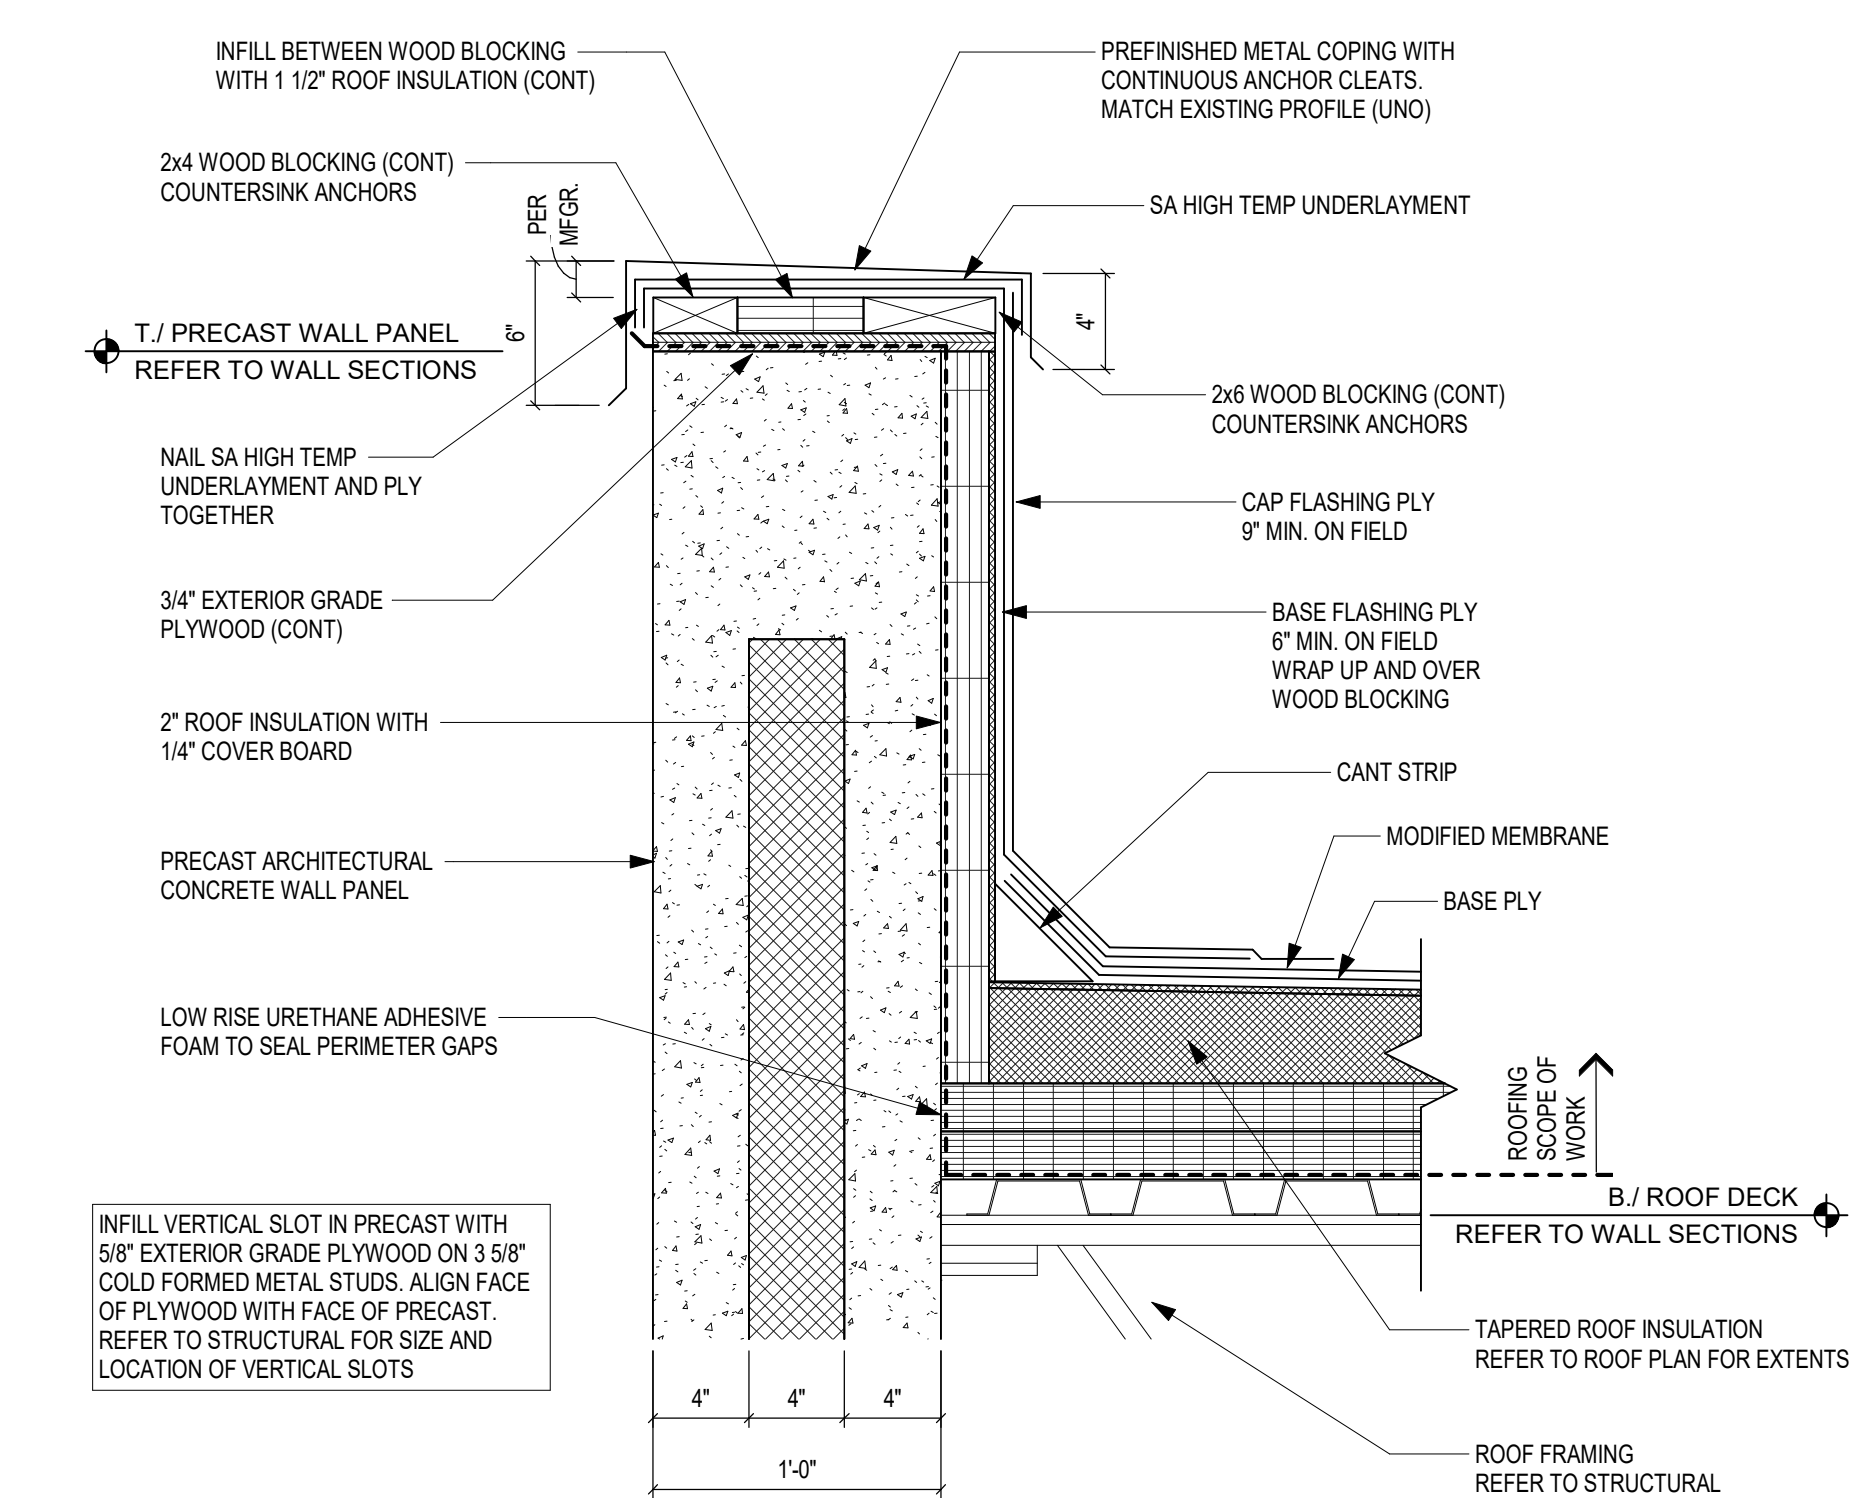 INFILL BETWEEN WOOD BLOCKING
WITH 1 1/2" ROOF INSULATION (CONT)
PREFINISHED METAL COPING WITH
CONTINUOUS ANCHOR CLEATS.
MATCH EXISTING PROFILE (UNO)
2x4 WOOD BLOCKING (CONT)
COUNTERSINK ANCHORS
PER
MFGR.
SA HIGH TEMP UNDERLAYMENT
6"
4"
T./ PRECAST WALL PANEL
REFER TO WALL SECTIONS
2x6 WOOD BLOCKING (CONT)
COUNTERSINK ANCHORS
NAIL SA HIGH TEMP
UNDERLAYMENT AND PLY
TOGETHER
CAP FLASHING PLY
9" MIN. ON FIELD
3/4" EXTERIOR GRADE
PLYWOOD (CONT)
BASE FLASHING PLY
6" MIN. ON FIELD
WRAP UP AND OVER
WOOD BLOCKING
2" ROOF INSULATION WITH
1/4" COVER BOARD
CANT STRIP
MODIFIED MEMBRANE
PRECAST ARCHITECTURAL
CONCRETE WALL PANEL
BASE PLY
LOW RISE URETHANE ADHESIVE
FOAM TO SEAL PERIMETER GAPS
ROOFING
SCOPE OF
WORK
B./ ROOF DECK
REFER TO WALL SECTIONS
INFILL VERTICAL SLOT IN PRECAST WITH
5/8" EXTERIOR GRADE PLYWOOD ON 3 5/8"
COLD FORMED METAL STUDS. ALIGN FACE
OF PLYWOOD WITH FACE OF PRECAST.
REFER TO STRUCTURAL FOR SIZE AND
LOCATION OF VERTICAL SLOTS
TAPERED ROOF INSULATION
REFER TO ROOF PLAN FOR EXTENTS
4"
4"
4"
1'-0"
ROOF FRAMING
REFER TO STRUCTURAL